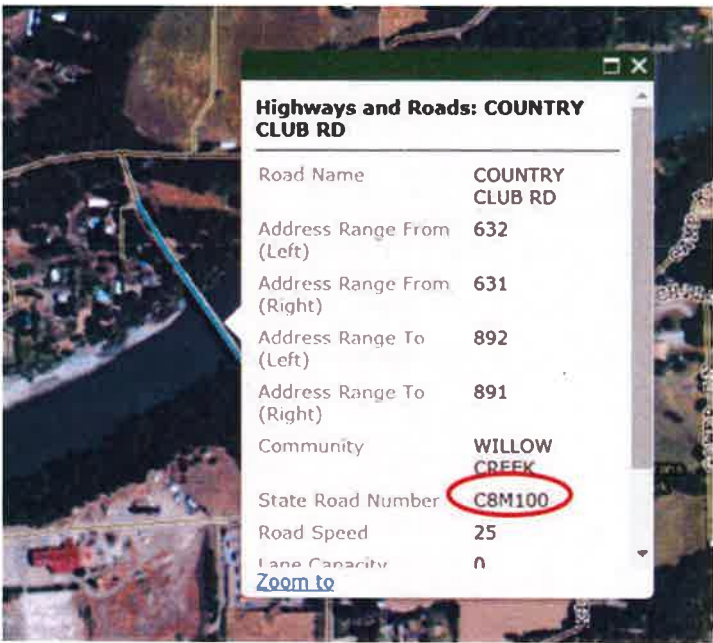 Highways and Roads: COUNTRY
CLUB RD
Road Name COUNTRY
CLUB RD
Address Range From 632
(Left)
Address Range From 631
(Right)
Address Range To 892
(Left)
Address Range To 891
(Right)
Community WILLOW
CREEK
State Road Number C8M100
Road Speed 25
Lane Capacity 0
Zoom to